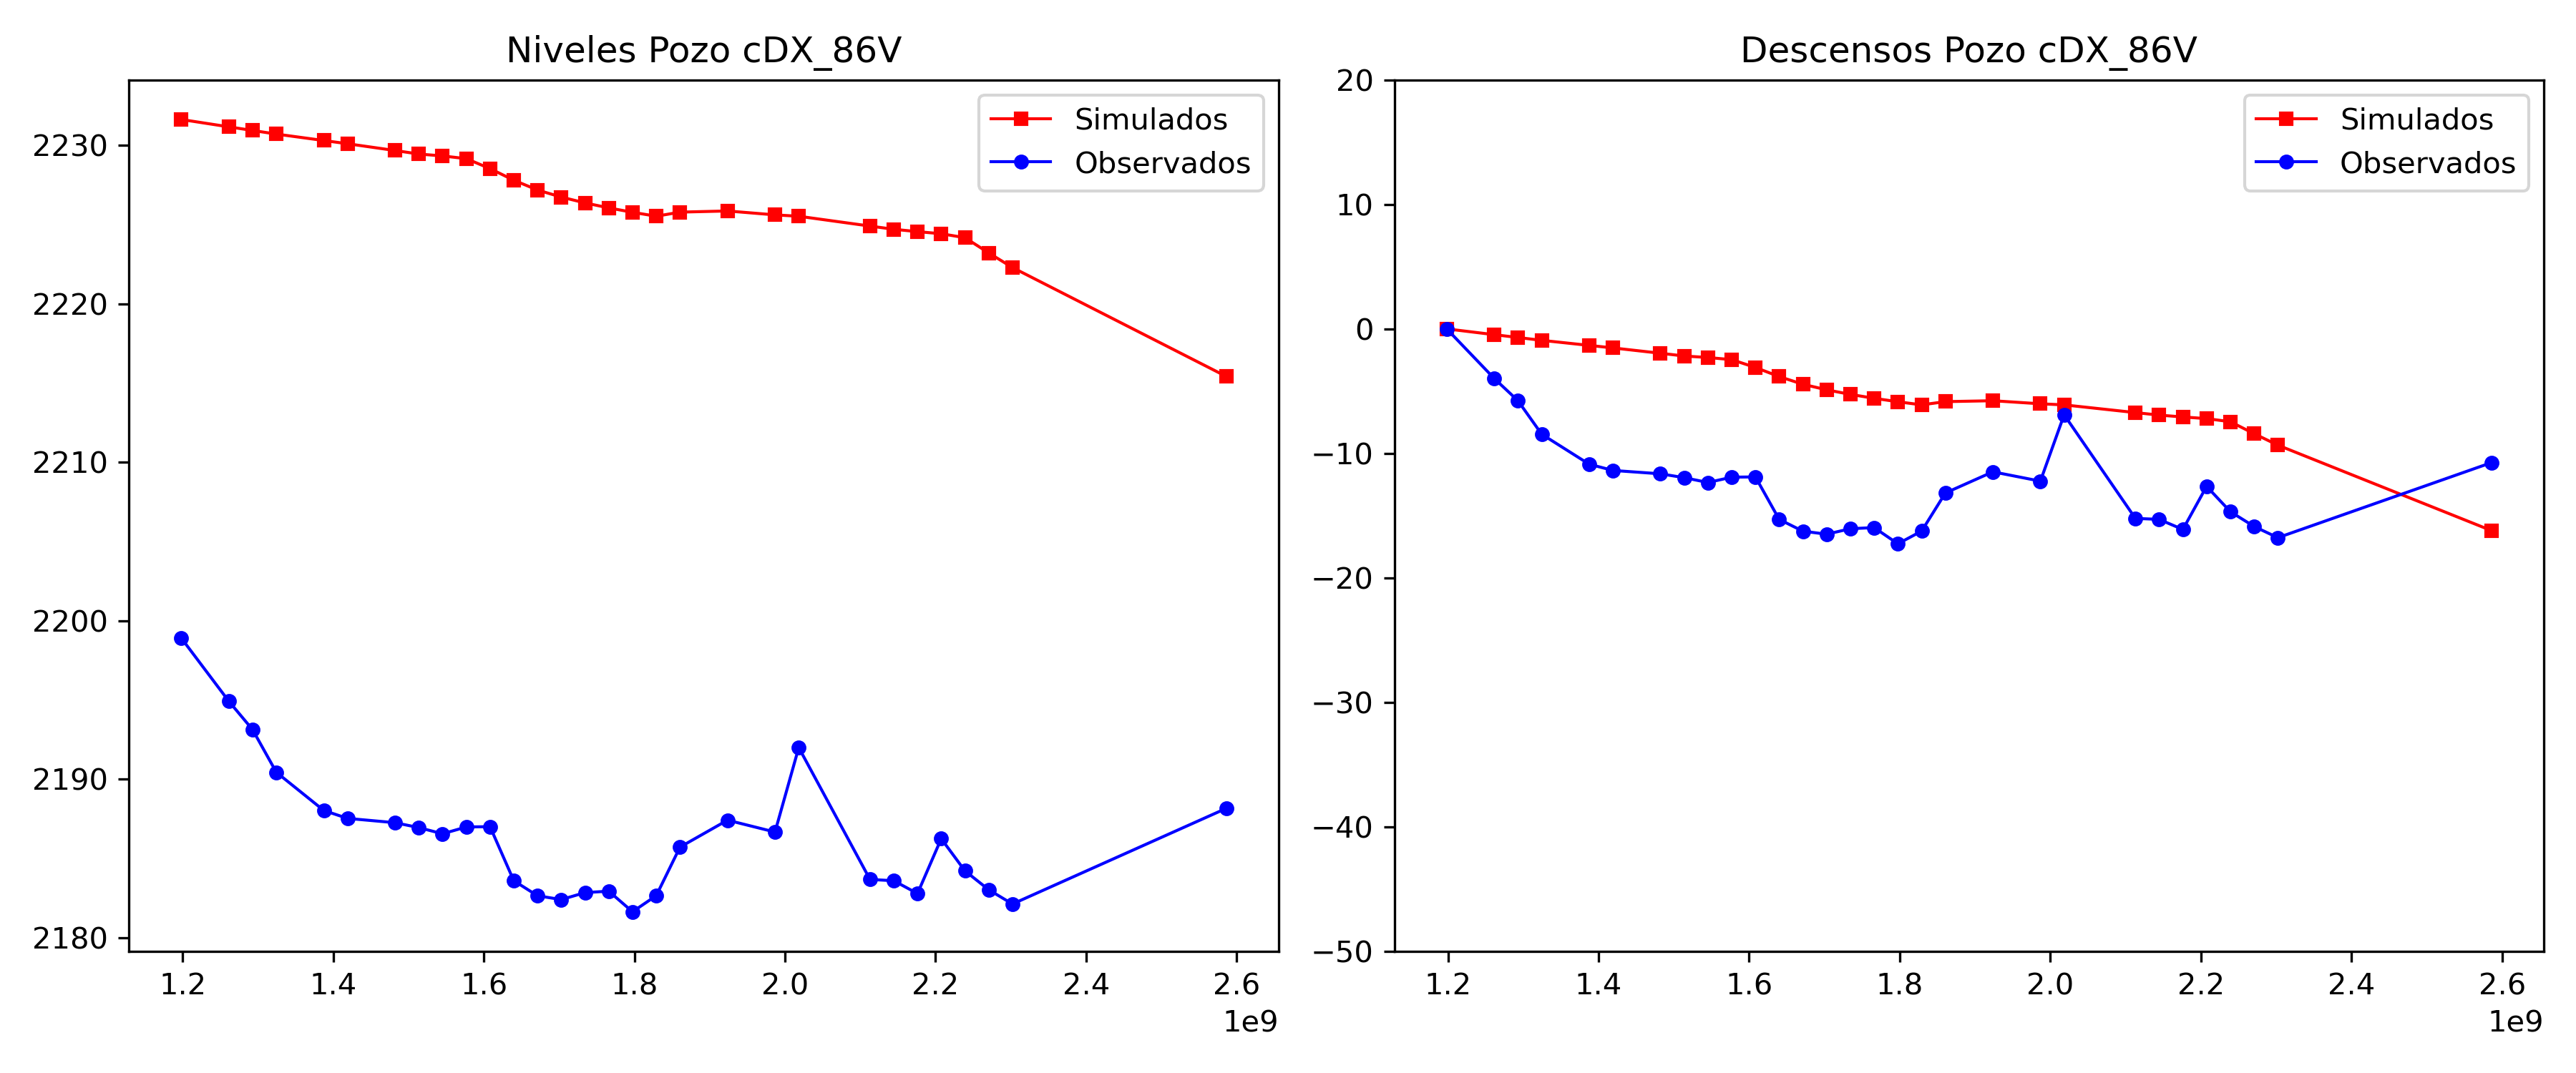 Niveles Pozo cDX_86V
Simulados
Observados
2230
2220
2210
2200
2190
2180
1.2 1.4 1.6 1.8 2.0 2.2 2.4 2.6
1e9
Descensos Pozo cDX_86V
Simulados
Observados
20
10
0
−10
−20
−30
−40
−50
1.2 1.4 1.6 1.8 2.0 2.2 2.4 2.6
1e9